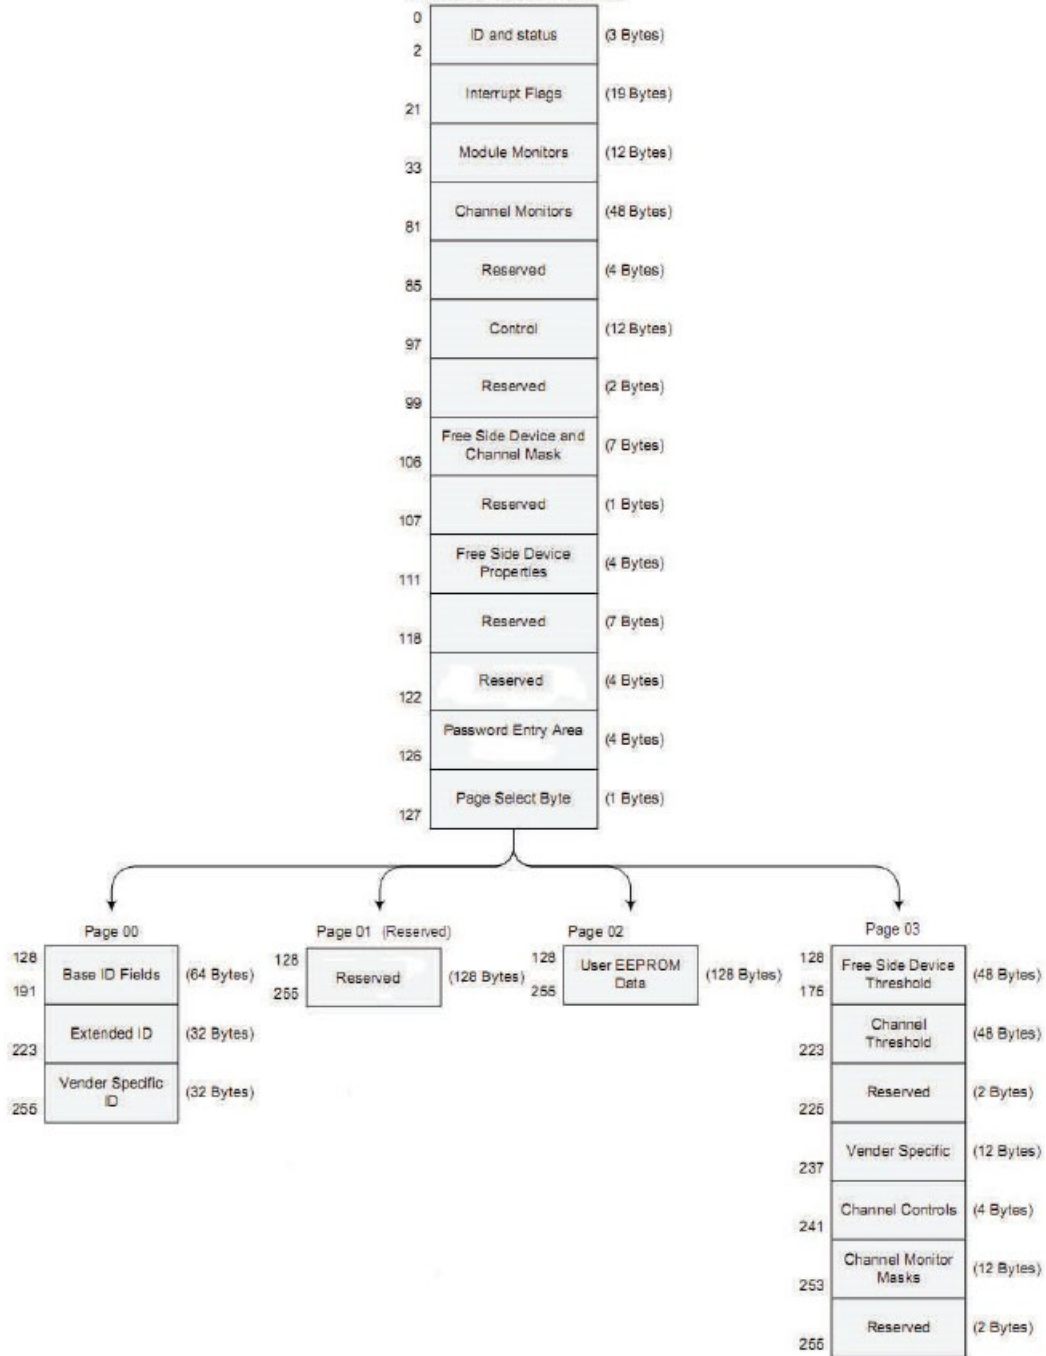 0
ID and status
(3 Bytes)
2
Interrupt Flags
(19 Bytes)
21
Module Monitors
(12 Bytes)
33
Channel Monitors
(48 Bytes)
81
Reserved
(4 Bytes)
85
Control
(12 Bytes)
97
Reserved
(2 Bytes)
99
Free Side Device and
Channel Mask
(7 Bytes)
106
Reserved
(1 Bytes)
107
Free Side Device
Properties
(4 Bytes)
111
Reserved
(7 Bytes)
118
Reserved
(4 Bytes)
122
Password Entry Area
(4 Bytes)
126
Page Select Byte
(1 Bytes)
127
Page 00
128
Base ID Fields
(64 Bytes)
191
Extended ID
(32 Bytes)
223
Vender Specific
ID
(32 Bytes)
255
Page 01 (Reserved)
128
Reserved
(128 Bytes)
255
Page 02
128
User EEPROM
Data
(128 Bytes)
255
Page 03
128
Free Side Device
Threshold
(48 Bytes)
175
Channel
Threshold
(48 Bytes)
223
Reserved
(2 Bytes)
225
Vender Specific
(12 Bytes)
237
Channel Controls
(4 Bytes)
241
Channel Monitor
Masks
(12 Bytes)
253
Reserved
(2 Bytes)
255